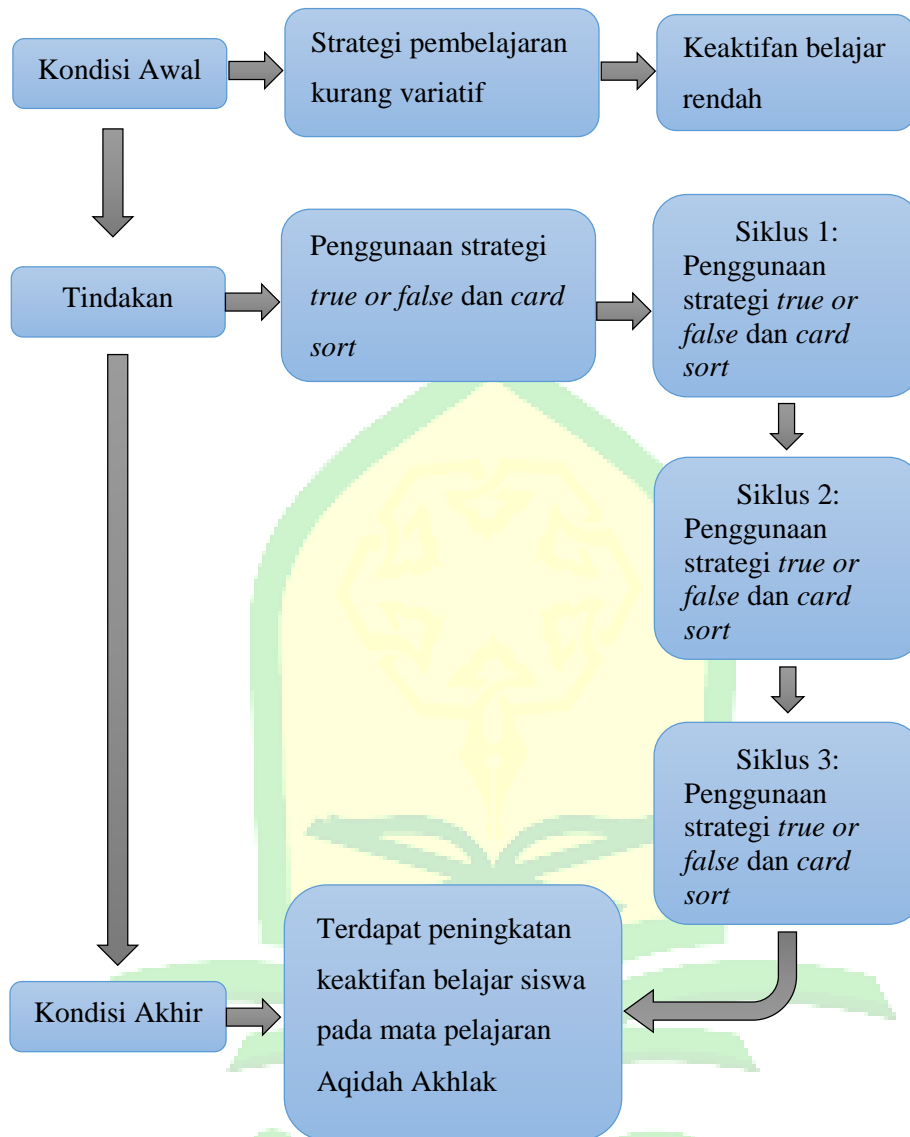 Kondisi Awal
Strategi pembelajaran
kurang variatif
Keaktifan belajar
rendah
Tindakan
Penggunaan strategi
true or false dan card
sort
Siklus 1:
Penggunaan
strategi true or
false dan card
sort
Siklus 2:
Penggunaan
strategi true or
false dan card
sort
Siklus 3:
Penggunaan
strategi true or
false dan card
sort
Kondisi Akhir
Terdapat peningkatan
keaktifan belajar siswa
pada mata pelajaran
Aqidah Akhlak